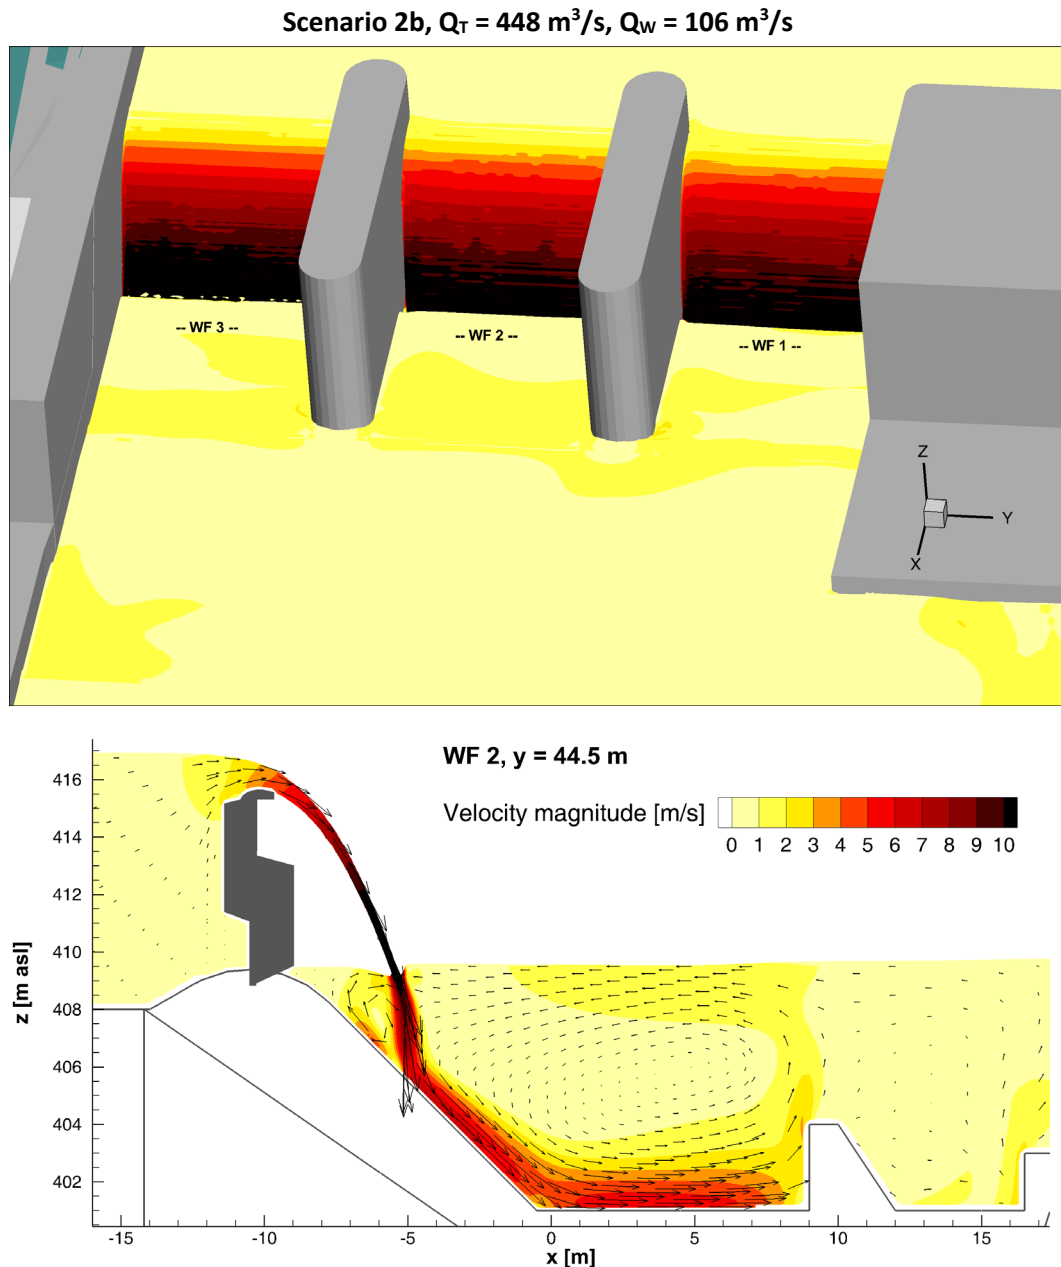 Scenario 2b, Q_T = 448 m³/s, Q_W = 106 m³/s
-- WF 3 --
-- WF 2 --
-- WF 1 --
Z
Y
X
WF 2, y = 44.5 m
Velocity magnitude [m/s]
0 1 2 3 4 5 6 7 8 9 10
z [m asl]
416
414
412
410
408
406
404
402
-15 -10 -5 0 5 10 15
x [m]